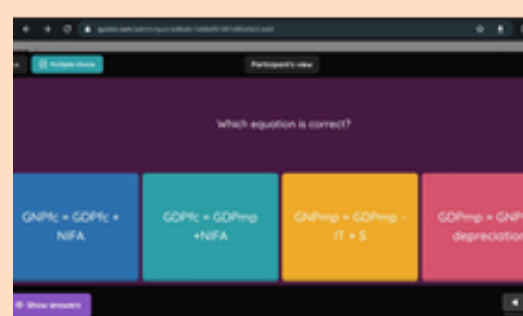 Multiple choice
Participant's view
Which equation is correct?
GNPfc = GDPfc +
NIFA
GDPfc = GDPmp
+NIFA
GNPmp = GDPmp -
IT + S
GDPmp = GNP
depreciation
Show answers